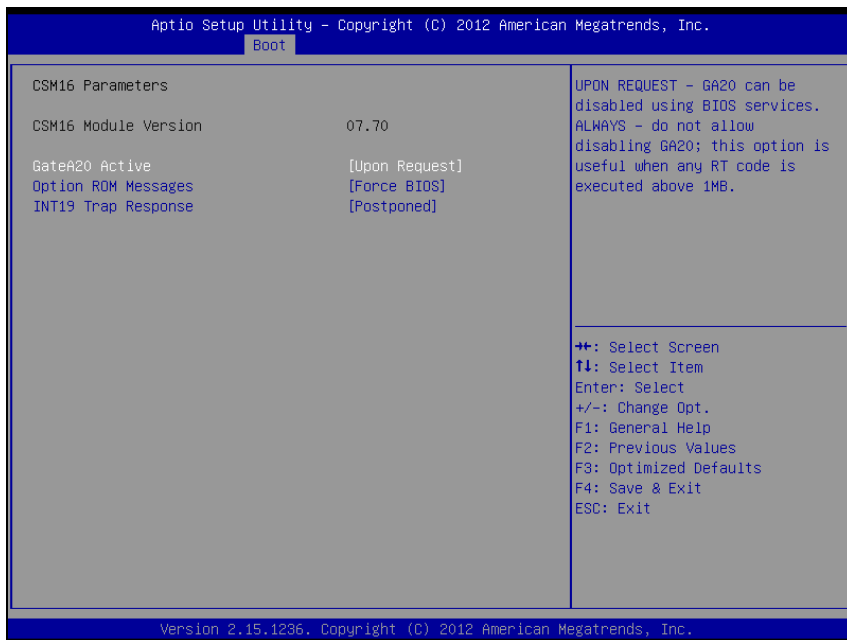 Aptio Setup Utility – Copyright (C) 2012 American Megatrends, Inc.
Boot
CSM16 Parameters
CSM16 Module Version 07.70
GateA20 Active [Upon Request]
Option ROM Messages [Force BIOS]
INT19 Trap Response [Postponed]
UPON REQUEST – GA20 can be
disabled using BIOS services.
ALWAYS – do not allow
disabling GA20; this option is
useful when any RT code is
executed above 1MB.
→←: Select Screen
↑↓: Select Item
Enter: Select
+/-: Change Opt.
F1: General Help
F2: Previous Values
F3: Optimized Defaults
F4: Save & Exit
ESC: Exit
Version 2.15.1236. Copyright (C) 2012 American Megatrends, Inc.